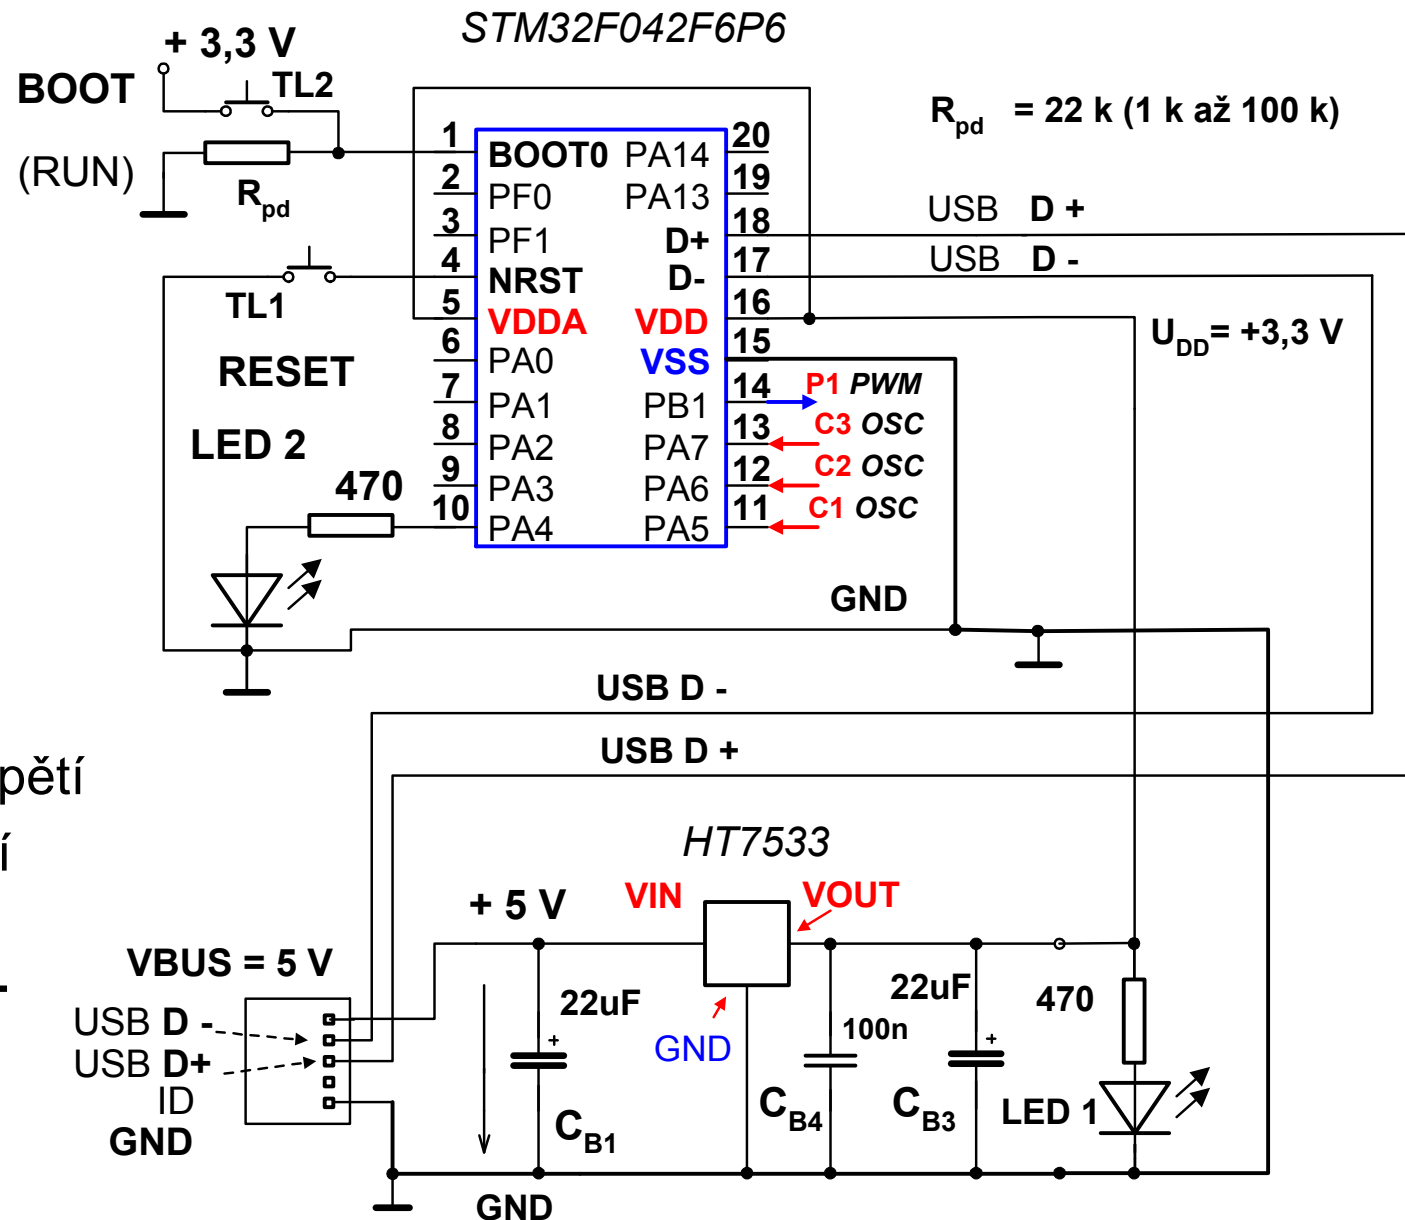 STM32F042F6P6
+ 3,3 V
BOOT
TL2
(RUN)
Rpd
Rpd = 22 k (1 k až 100 k)
1 BOOT0 PA14 20
2 PF0 PA13 19
3 PF1 D+ 18
4 NRST D- 17
5 VDDA VDD 16
6 PA0 VSS 15
7 PA1 PB1 14
8 PA2 PA7 13
9 PA3 PA6 12
10 PA4 PA5 11
USB D +
USB D -
UDD= +3,3 V
P1 PWM
C3 OSC
C2 OSC
C1 OSC
TL1
RESET
LED 2
470
GND
USB D -
USB D +
pětí
í
HT7533
+ 5 V
VIN
VOUT
VBUS = 5 V
USB D -
USB D+
ID
GND
22uF
CB1
GND
GND
100n
CB4
22uF
CB3
470
LED 1